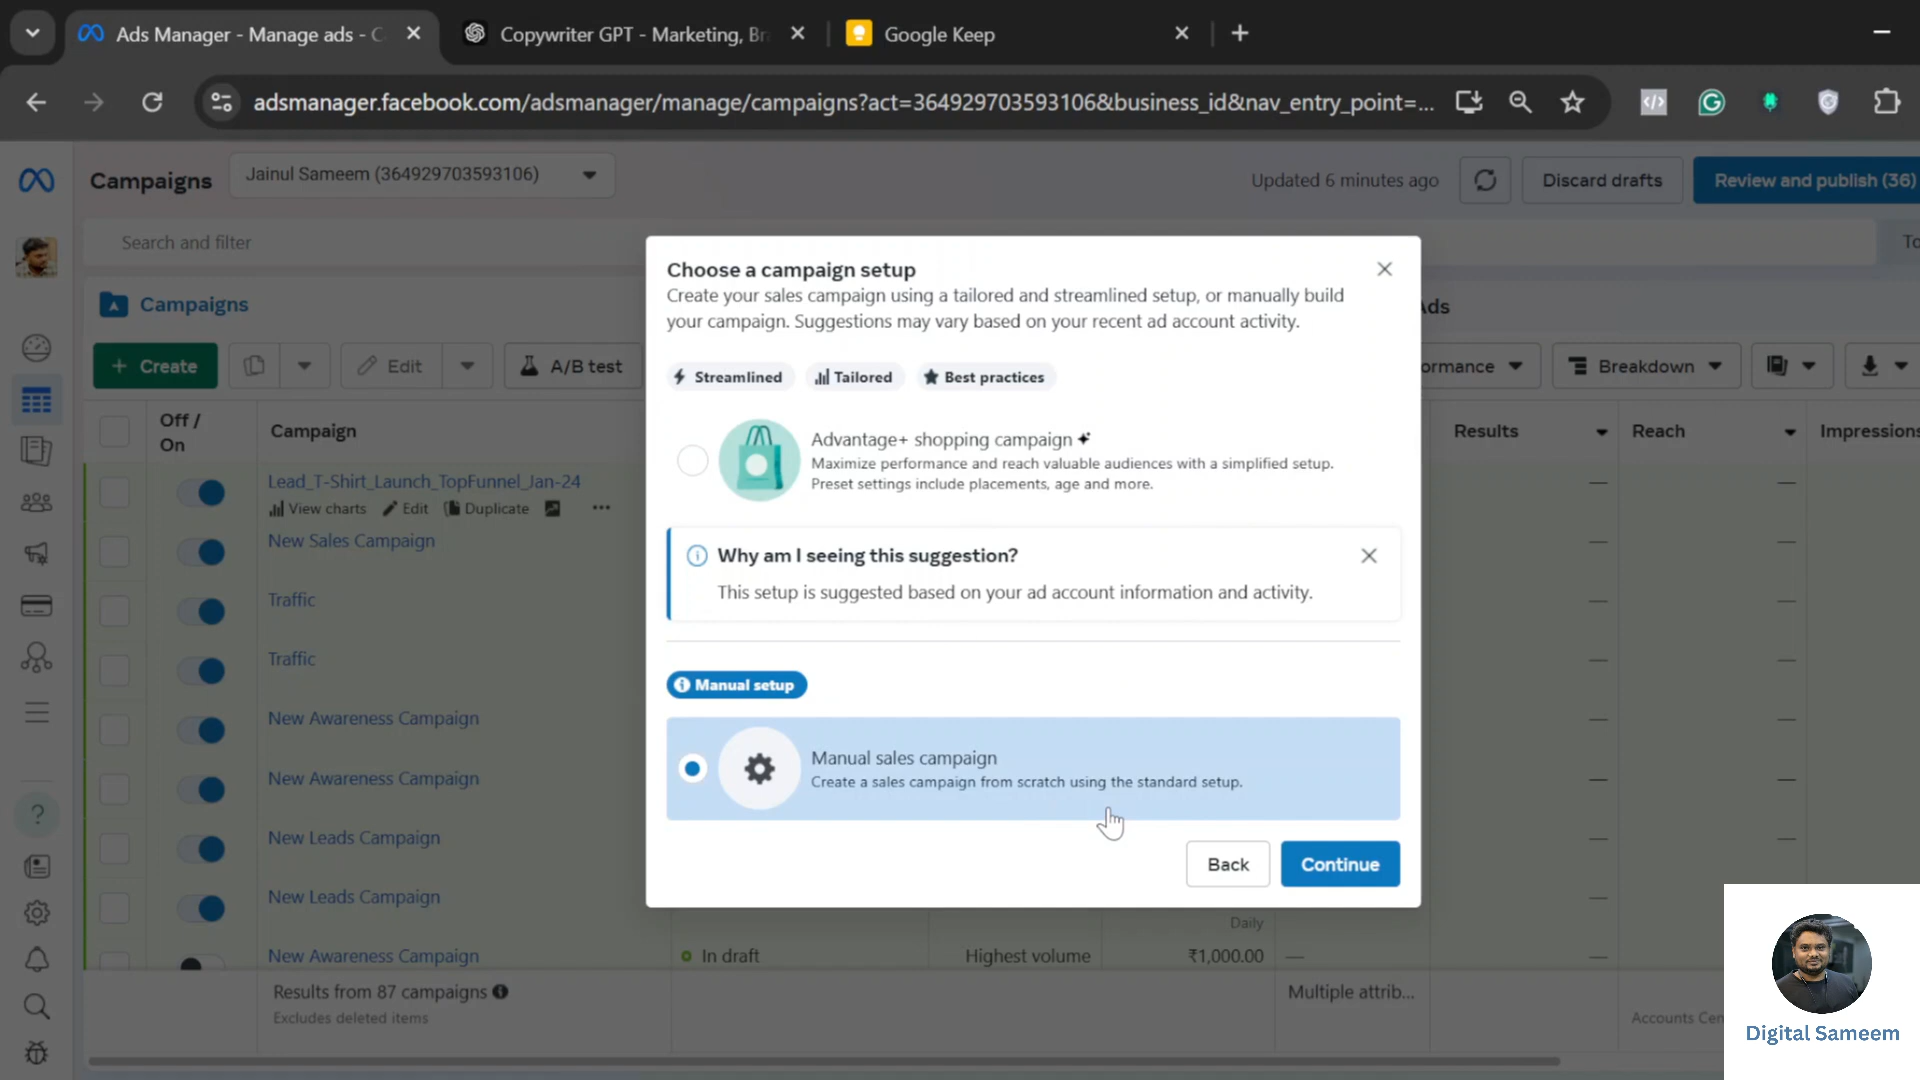 Ads Manager - Manage ads - C
Copywriter GPT - Marketing, Br
Google Keep
adsmanager.facebook.com/adsmanager/manage/campaigns?act=364929703593106&business_id&nav_entry_point=...
Campaigns
Jainul Sameem (364929703593106)
Updated 6 minutes ago
Discard drafts
Review and publish (36)
Search and filter
To
Campaigns
Ads
+ Create
Edit
A/B test
ormance
Breakdown
Off / On
Campaign
Results
Reach
Impressions
Lead_T-Shirt_Launch_TopFunnel_Jan-24
View charts
Edit
Duplicate
...
New Sales Campaign
Traffic
Traffic
New Awareness Campaign
New Awareness Campaign
New Leads Campaign
New Leads Campaign
New Awareness Campaign
In draft
Highest volume
Daily
₹1,000.00
—
Results from 87 campaigns
Excludes deleted items
Multiple attrib...
Accounts Cen
Choose a campaign setup
Create your sales campaign using a tailored and streamlined setup, or manually build
your campaign. Suggestions may vary based on your recent ad account activity.
Streamlined
Tailored
Best practices
Advantage+ shopping campaign
Maximize performance and reach valuable audiences with a simplified setup.
Preset settings include placements, age and more.
Why am I seeing this suggestion?
This setup is suggested based on your ad account information and activity.
Manual setup
Manual sales campaign
Create a sales campaign from scratch using the standard setup.
Back
Continue
Digital Sameem